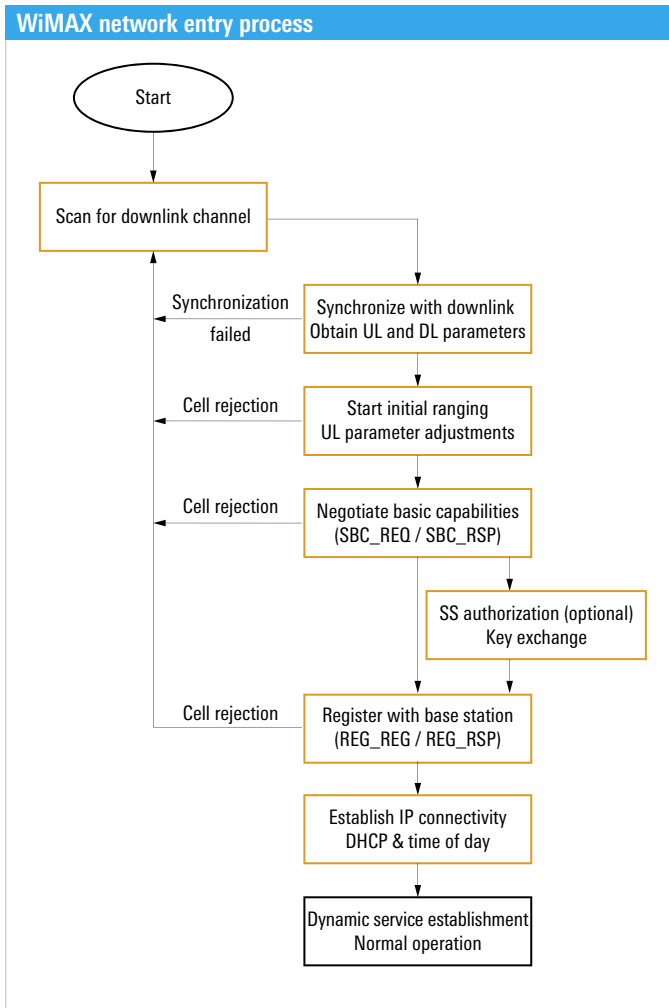 WiMAX network entry process
Start
Scan for downlink channel
Synchronization
failed
Synchronize with downlink
Obtain UL and DL parameters
Cell rejection
Start initial ranging
UL parameter adjustments
Cell rejection
Negotiate basic capabilities
(SBC_REQ / SBC_RSP)
SS authorization (optional)
Key exchange
Cell rejection
Register with base station
(REG_REG / REG_RSP)
Establish IP connectivity
DHCP & time of day
Dynamic service establishment
Normal operation